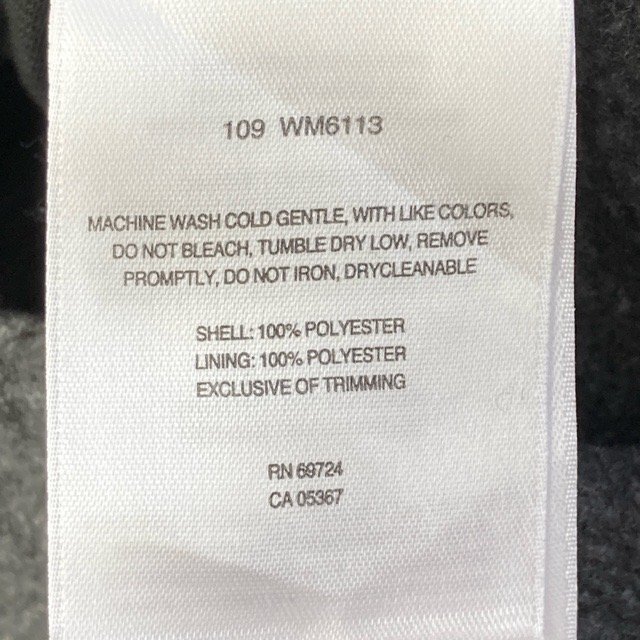 109 WM6113
MACHINE WASH COLD GENTLE, WITH LIKE COLORS,
DO NOT BLEACH, TUMBLE DRY LOW, REMOVE
PROMPTLY, DO NOT IRON, DRYCLEANABLE
SHELL: 100% POLYESTER
LINING: 100% POLYESTER
EXCLUSIVE OF TRIMMING
RN 69724
CA 05367